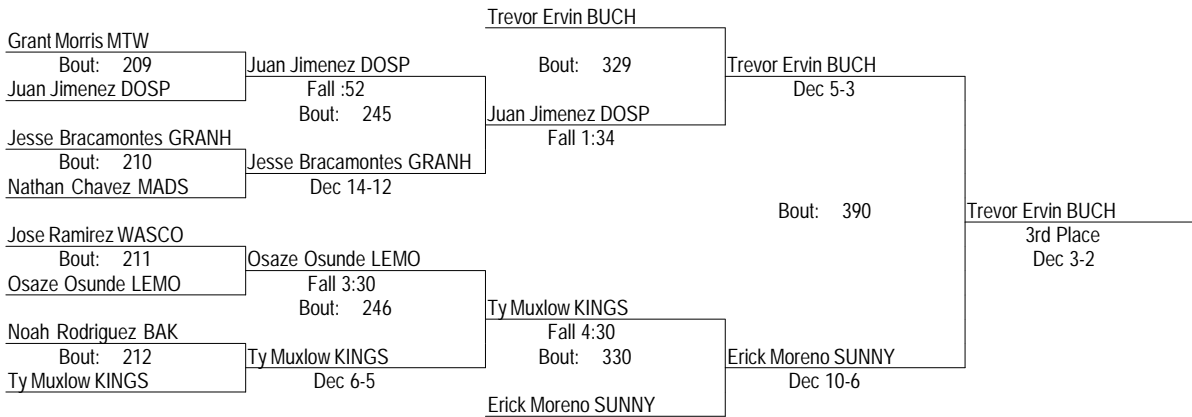 Trevor Ervin BUCH
Grant Morris MTW
Bout: 209
Juan Jimenez DOSP
Juan Jimenez DOSP
Fall :52
Bout: 245
Bout: 329
Trevor Ervin BUCH
Dec 5-3
Juan Jimenez DOSP
Fall 1:34
Jesse Bracamontes GRANH
Bout: 210
Nathan Chavez MADS
Jesse Bracamontes GRANH
Dec 14-12
Bout: 390
Trevor Ervin BUCH
3rd Place
Dec 3-2
Jose Ramirez WASCO
Bout: 211
Osaze Osunde LEMO
Osaze Osunde LEMO
Fall 3:30
Bout: 246
Ty Muxlow KINGS
Fall 4:30
Bout: 330
Noah Rodriguez BAK
Bout: 212
Ty Muxlow KINGS
Ty Muxlow KINGS
Dec 6-5
Erick Moreno SUNNY
Dec 10-6
Erick Moreno SUNNY